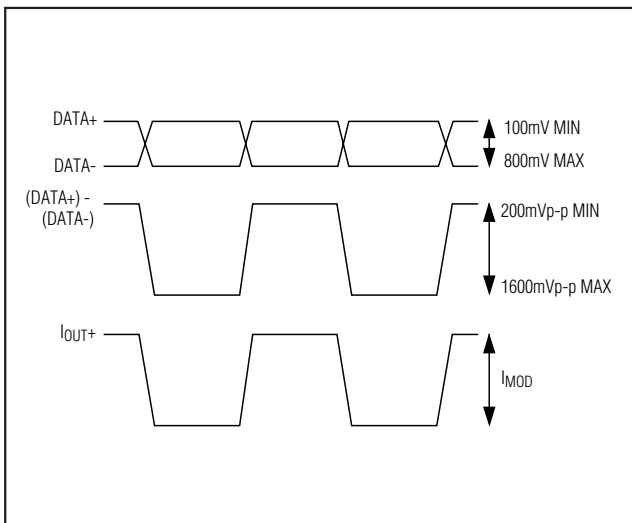 DATA+
100mV MIN
DATA-
800mV MAX
(DATA+) -
(DATA-)
200mVp-p MIN
1600mVp-p MAX
IOUT+
IMOD